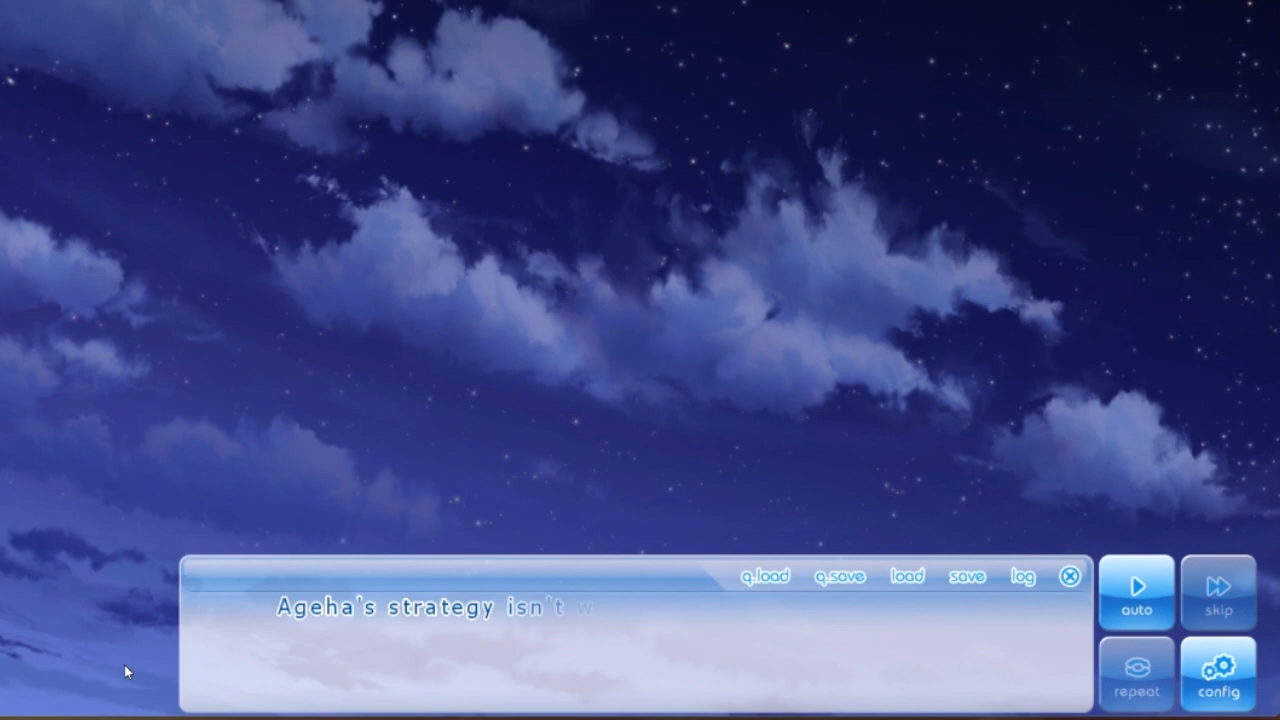 q.load q.save load save log
Ageha's strategy isn't w
auto
skip
repeat
config